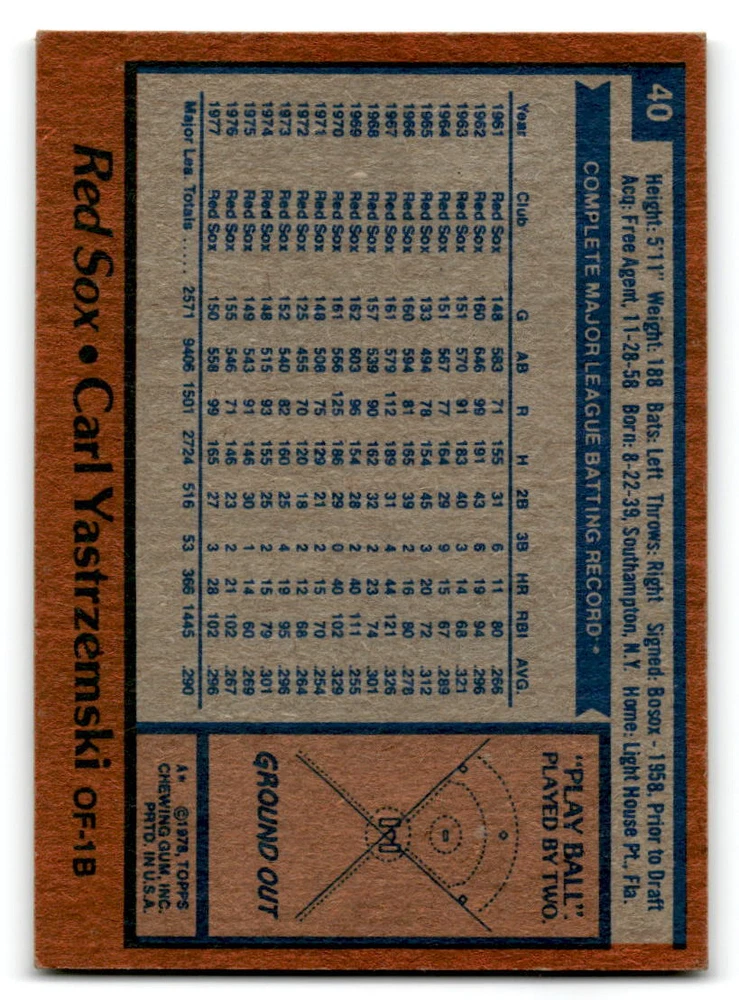 40
Height: 5'11" Weight: 188 Bats: Left Throws: Right Signed: Bosox - 1958, Prior to Draft
Acq: Free Agent, 11-28-58 Born: 8-22-39, Southampton, N.Y. Home: Light House Pt., Fla.
COMPLETE MAJOR LEAGUE BATTING RECORD
Year Club G AB R H 2B 3B HR RBI AVG.
1961 Red Sox 148 583 71 155 31 6 11 80 .266
1962 Red Sox 160 646 99 191 43 6 19 94 .296
1963 Red Sox 151 570 91 183 40 3 14 68 .321
1964 Red Sox 151 567 77 164 29 9 15 67 .289
1965 Red Sox 133 494 78 154 45 3 20 72 .312
1966 Red Sox 160 594 81 165 39 2 16 80 .278
1967 Red Sox 161 579 112 189 31 4 44 121 .326
1968 Red Sox 157 539 90 162 32 2 23 74 .301
1969 Red Sox 162 603 96 154 28 2 40 111 .255
1970 Red Sox 161 566 125 186 29 0 40 102 .329
1971 Red Sox 148 508 75 129 21 2 15 70 .254
1972 Red Sox 125 455 70 120 18 2 12 68 .264
1973 Red Sox 152 540 82 160 25 4 19 95 .296
1974 Red Sox 148 515 93 155 25 2 15 79 .301
1975 Red Sox 149 543 91 146 30 1 14 60 .269
1976 Red Sox 155 546 71 146 23 2 21 102 .267
1977 Red Sox 150 558 99 165 27 3 28 102 .296
Major Lea. Totals ..... 2571 9406 1501 2724 516 53 366 1445 .290
"PLAY BALL"
PLAYED BY TWO.
GROUND OUT
A* ©1978, TOPPS
CHEWING GUM, INC.
PRTD. IN U.S.A.
Red Sox • Carl Yastrzemski OF-1B